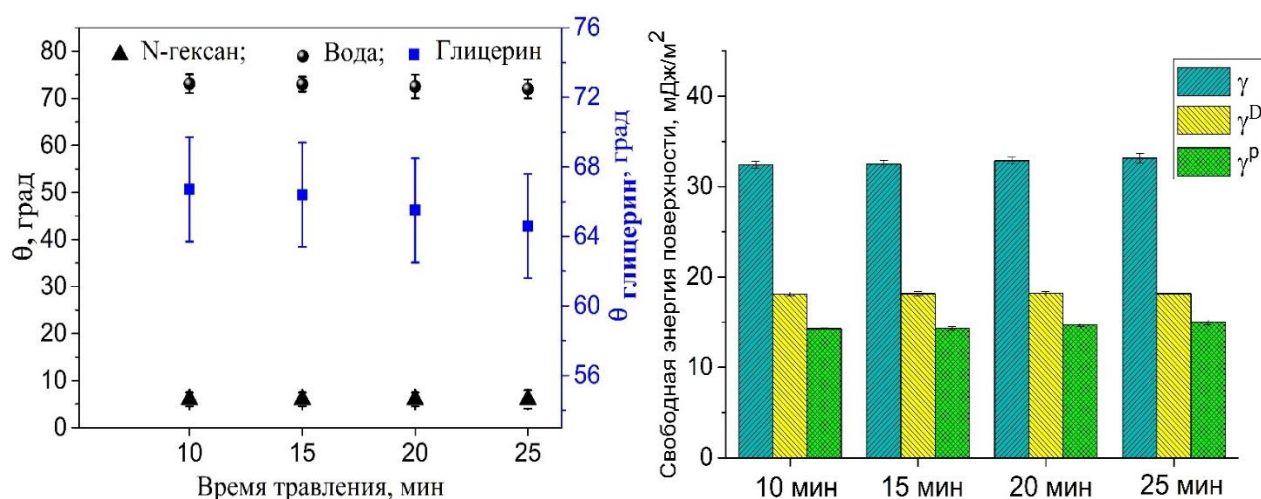 N-гексан; Вода; Глицерин
θ, град
80
70
60
50
40
30
20
10
0
76
72
68
64
60
56
θ глицерин, град
10 15 20 25
Время травления, мин
Свободная энергия поверхности, мДж/м²
40
30
20
10
0
γ
γᴰ
γᵖ
10 мин 15 мин 20 мин 25 мин